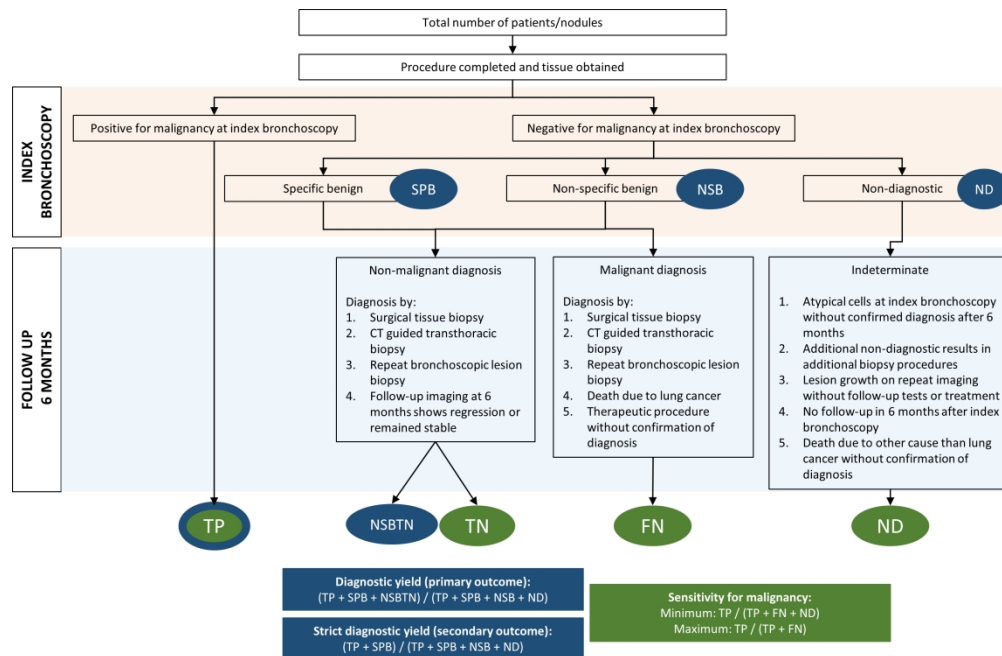 Total number of patients/nodules
Procedure completed and tissue obtained
INDEX
BRONCHOSCOPY
Positive for malignancy at index bronchoscopy
Negative for malignancy at index bronchoscopy
Specific benign
SPB
Non-specific benign
NSB
Non-diagnostic
ND
FOLLOW UP
6 MONTHS
Non-malignant diagnosis
Diagnosis by:
1. Surgical tissue biopsy
2. CT guided transthoracic
biopsy
3. Repeat bronchoscopic lesion
biopsy
4. Follow-up imaging at 6
months shows regression or
remained stable
Malignant diagnosis
Diagnosis by:
1. Surgical tissue biopsy
2. CT guided transthoracic
biopsy
3. Repeat bronchoscopic lesion
biopsy
4. Death due to lung cancer
5. Therapeutic procedure
without confirmation of
diagnosis
Indeterminate
1. Atypical cells at index bronchoscopy
without confirmed diagnosis after 6
months
2. Additional non-diagnostic results in
additional biopsy procedures
3. Lesion growth on repeat imaging
without follow-up tests or treatment
4. No follow-up in 6 months after index
bronchoscopy
5. Death due to other cause than lung
cancer without confirmation of
diagnosis
TP
NSBTN
TN
FN
ND
Diagnostic yield (primary outcome):
(TP + SPB + NSBTN) / (TP + SPB + NSB + ND)
Strict diagnostic yield (secondary outcome):
(TP + SPB) / (TP + SPB + NSB + ND)
Sensitivity for malignancy:
Minimum: TP / (TP + FN + ND)
Maximum: TP / (TP + FN)